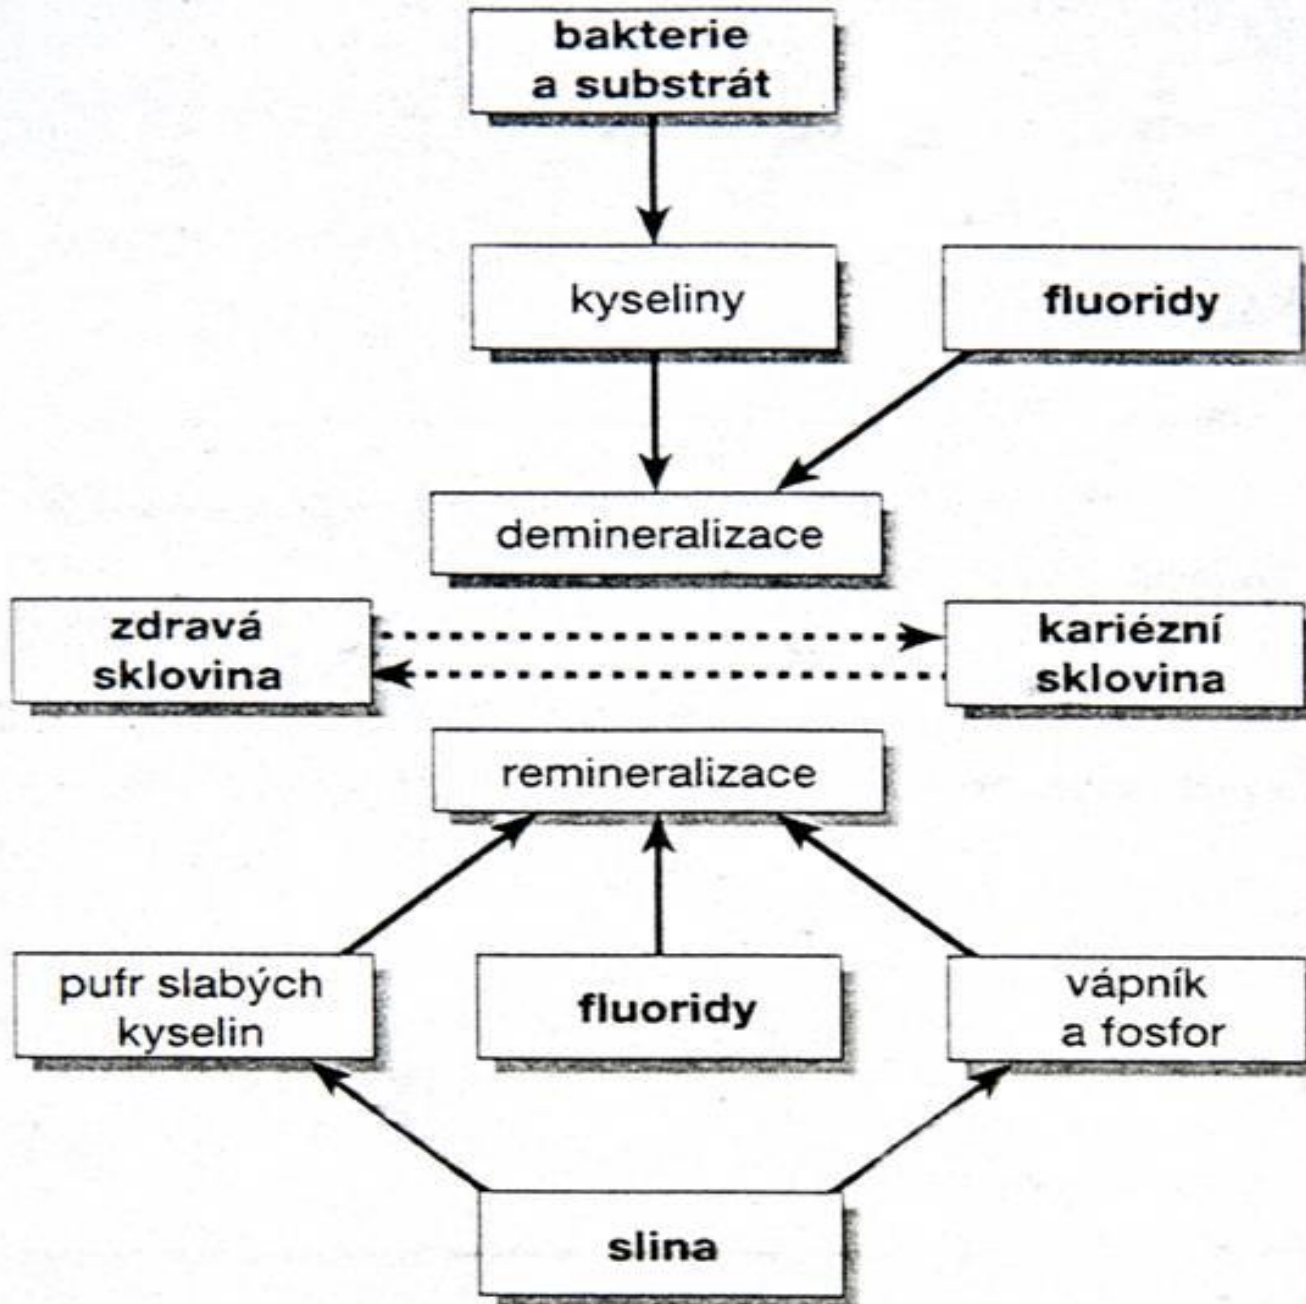 bakterie
a substrát
kyseliny
fluoridy
demineralizace
zdravá
sklovina
kariézní
sklovina
remineralizace
pufr slabých
kyselin
fluoridy
vápník
a fosfor
slina